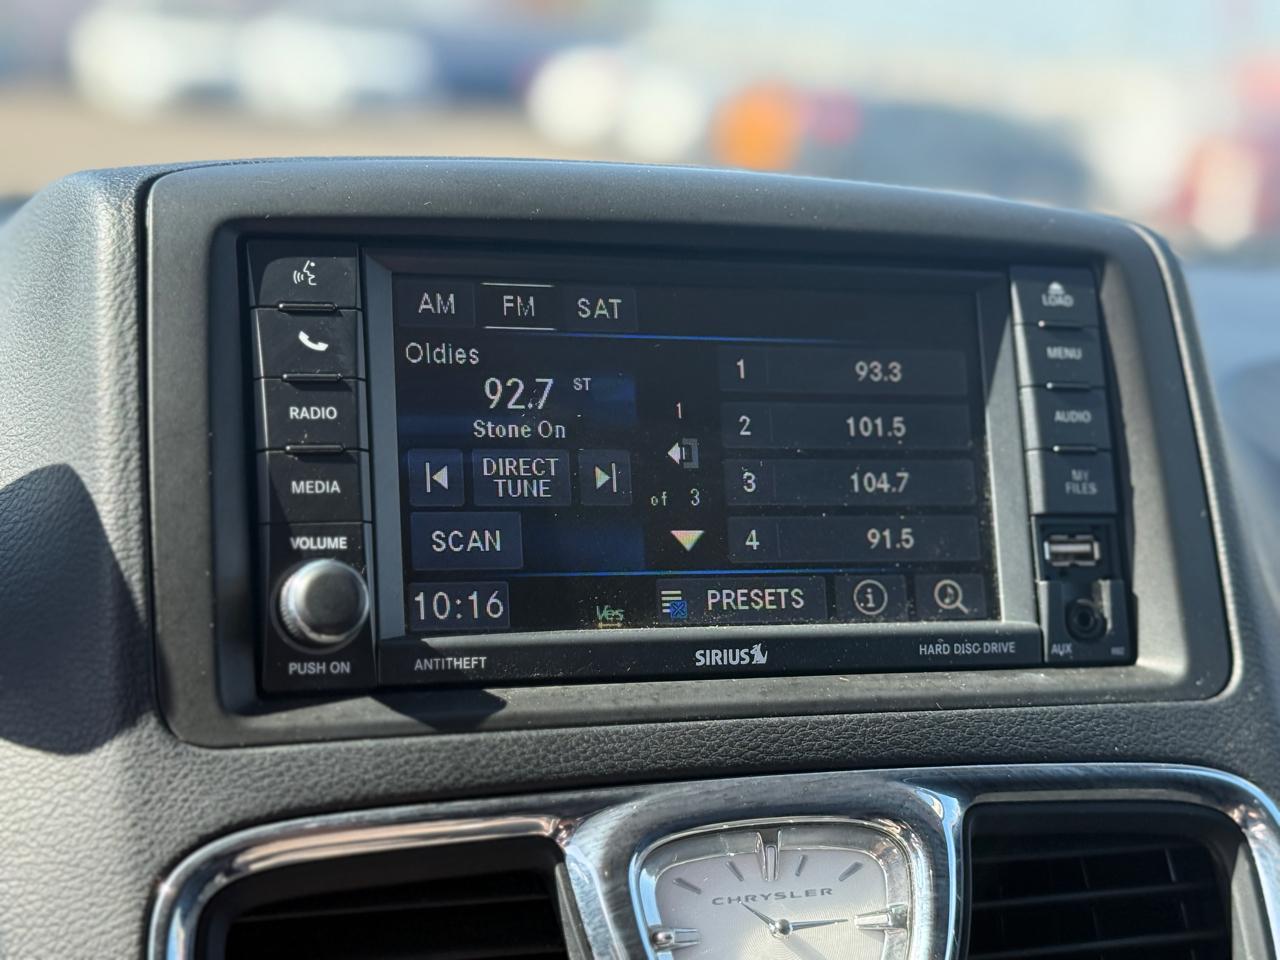 AM FM SAT
Oldies
92.7 ST
Stone On
DIRECT
TUNE
SCAN
10:16
1
of 3
1 93.3
2 101.5
3 104.7
4 91.5
Yes
PRESETS
RADIO
MEDIA
VOLUME
PUSH ON
LOAD
MENU
AUDIO
MY
FILES
AUX
ANTITHEFT
SIRIUS
HARD DISC DRIVE
CHRYSLER